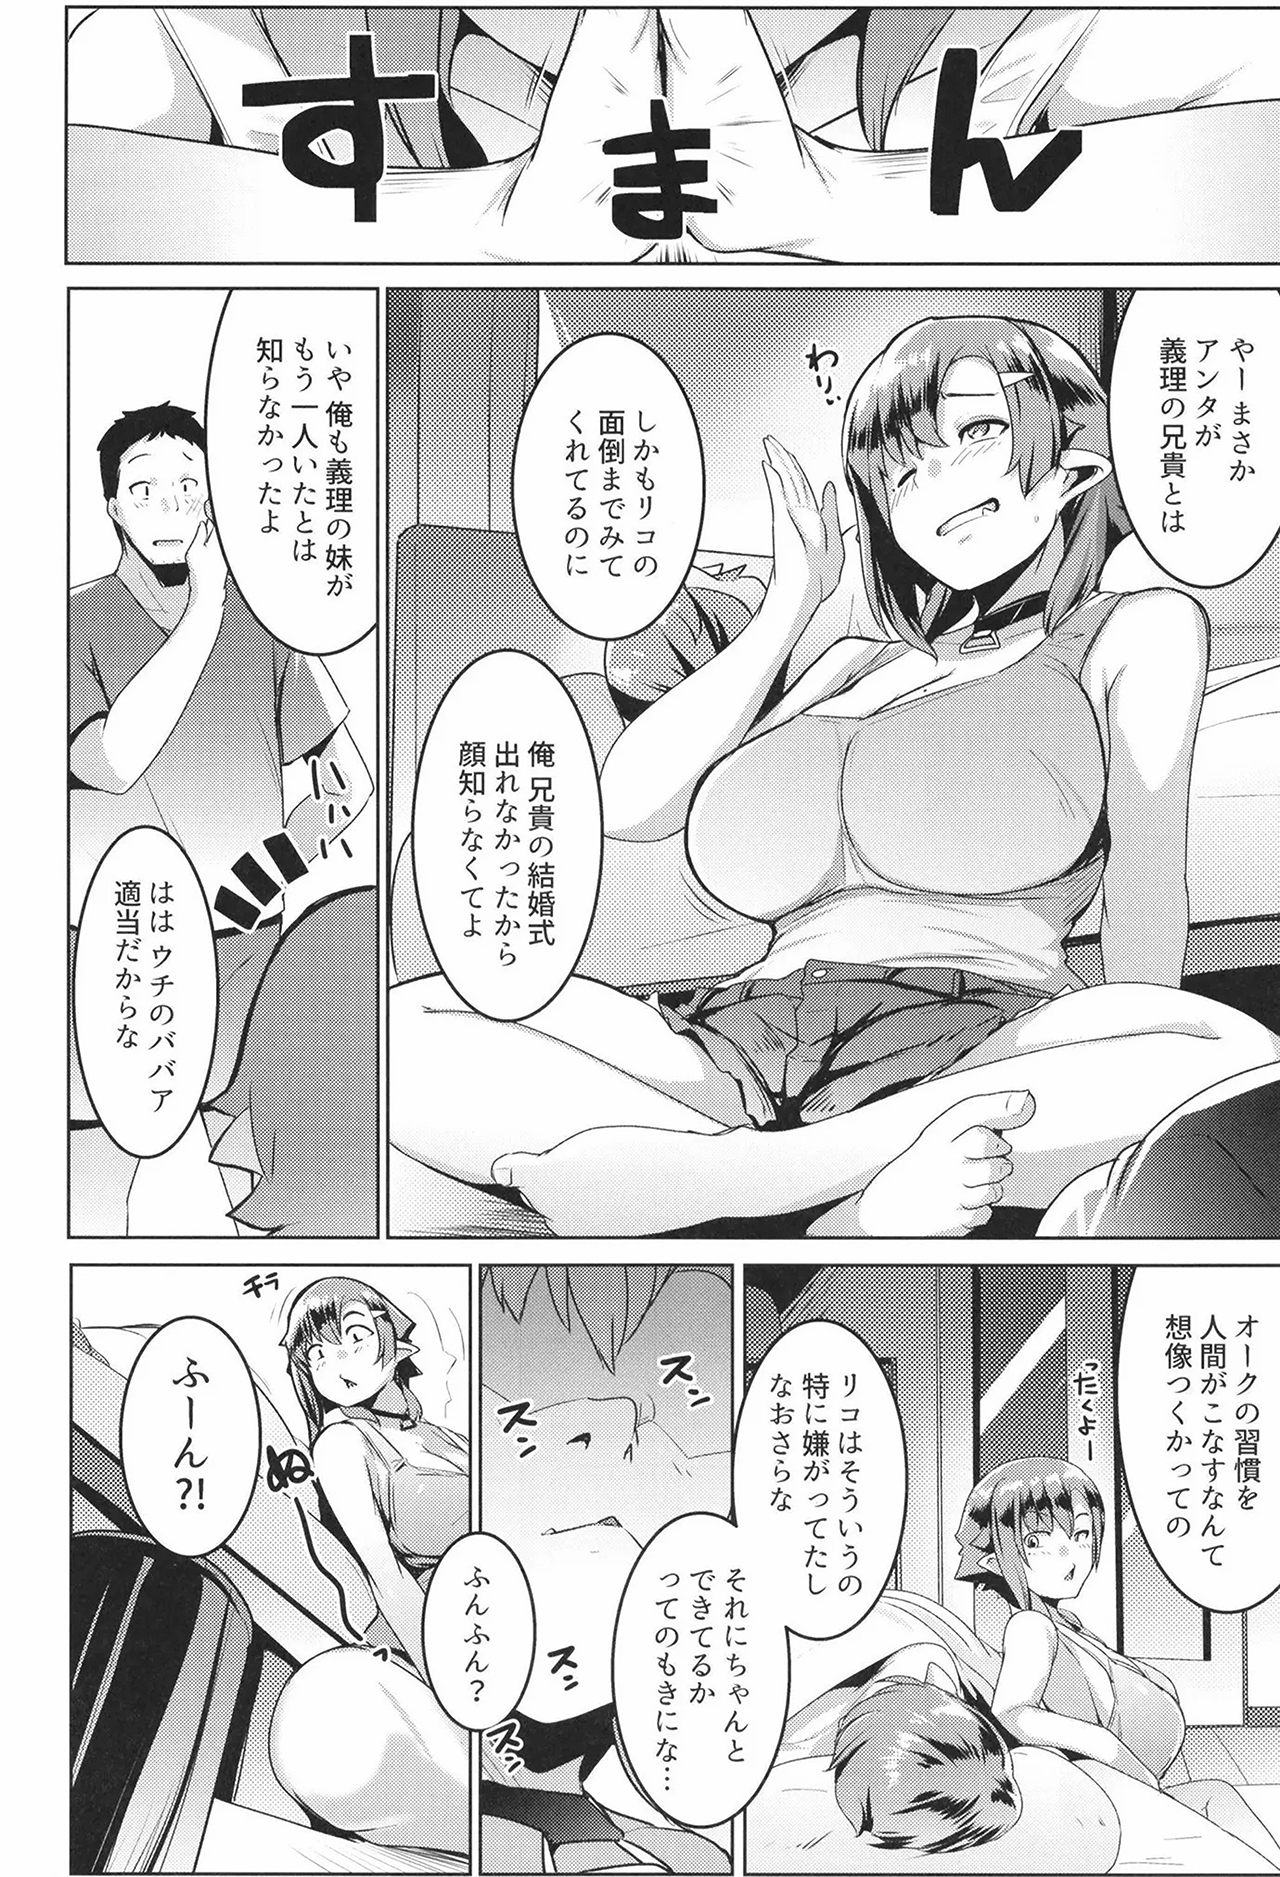 すまん
やーまさか
アンタが
義理の兄貴とは
わり
しかもリコの
面倒までみて
くれてるのに
俺 兄貴の結婚式
出れなかったから
顔知らなくてよ
いや 俺も義理の妹が
もう一人いたとは
知らなかったよ
ははウチのババア
適当だからな
オークの習慣を
人間がこなすなんて
想像つくかっての
ったくよー
リコはそういうの
特に嫌がってたし
なおさらな
それにちゃんと
できてるか
ってのもきになー…
スン
スン
スン
スン
チラ
ふーん?!
ぬっ
ふんふん？